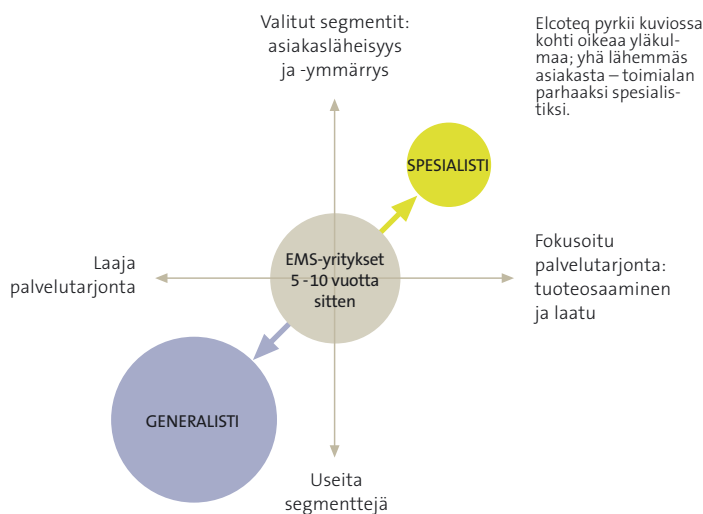 Valitut segmentit:
asiakasläheisyys
ja -ymmärrys
Elcoteq pyrkii kuviossa
kohti oikeaa yläkul-
maa; yhä lähemmäs
asiakasta – toimialan
parhaaksi spesialis-
tiksi.
SPESIALISTI
Laaja
palvelutarjonta
EMS-yritykset
5 -10 vuotta
sitten
Fokusoitu
palvelutarjonta:
tuoteosaaminen
ja laatu
GENERALISTI
Useita
segmenttejä